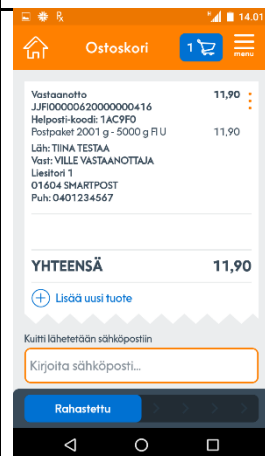 14.01
Ostoskori
1
menu
Vastaanotto 11,90
JJFI00000620000000416
Helposti-koodi: 1AC9F0
Postpaket 2001 g - 5000 g FI U 11,90
Läh: TIINA TESTAA
Vast: VILLE VASTAANOTTAJA
Liesitori 1
01604 SMARTPOST
Puh: 0401234567
YHTEENSÄ 11,90
Lisää uusi tuote
Kuitti lähetetään sähköpostiin
Kirjoita sähköposti...
Rahastettu